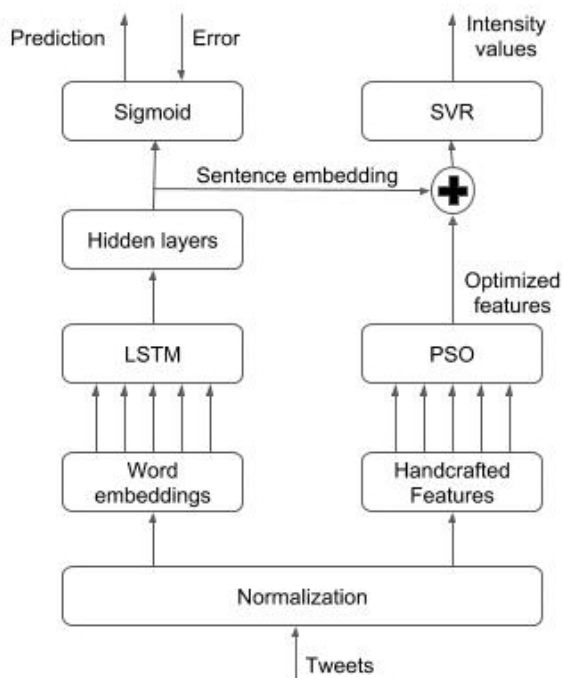 Prediction
Error
Intensity
values
Sigmoid
SVR
Sentence embedding
Hidden layers
Optimized
features
LSTM
PSO
Word
embeddings
Handcrafted
Features
Normalization
Tweets